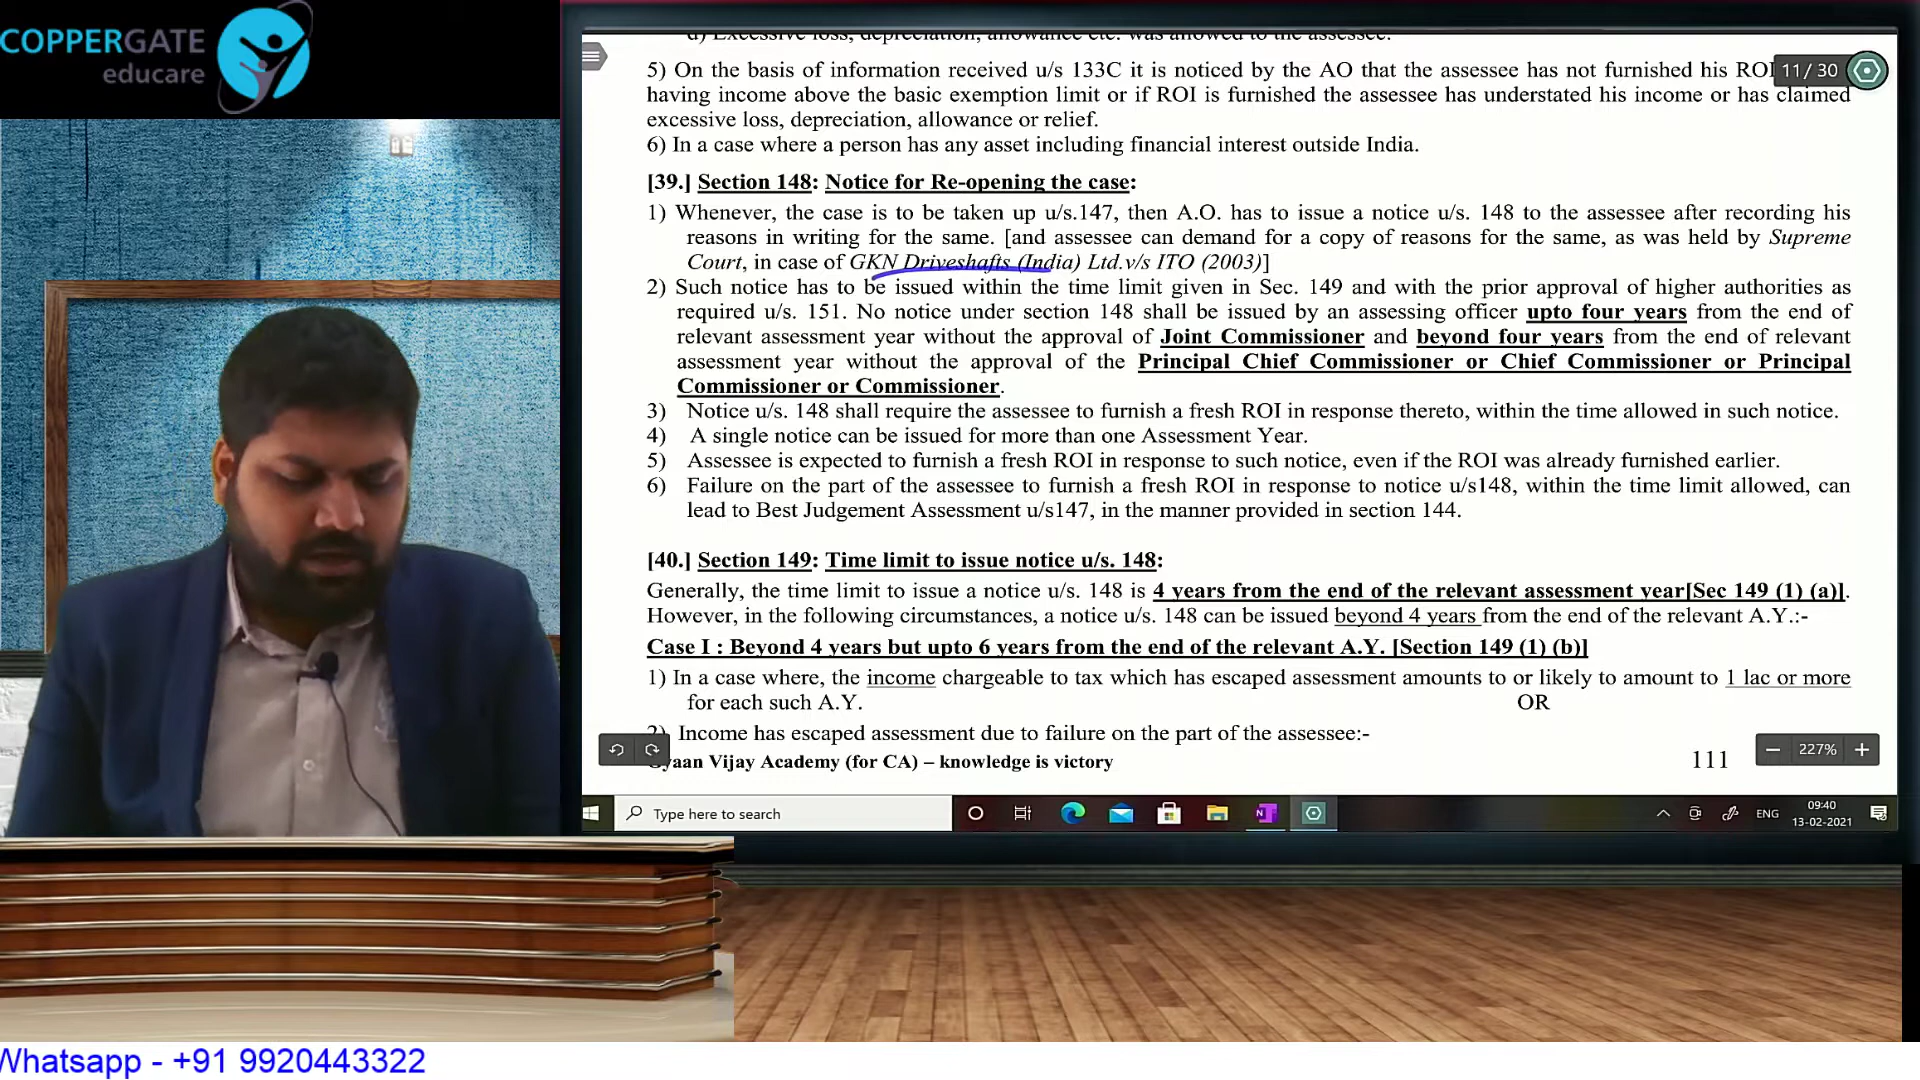 COPPERGATE
educare
d) Excessive loss, depreciation, allowance etc. was allowed to the assessee.
5) On the basis of information received u/s 133C it is noticed by the AO that the assessee has not furnished his ROI
having income above the basic exemption limit or if ROI is furnished the assessee has understated his income or has claimed
excessive loss, depreciation, allowance or relief.
6) In a case where a person has any asset including financial interest outside India.
11 / 30
[39.] Section 148: Notice for Re-opening the case:
1) Whenever, the case is to be taken up u/s.147, then A.O. has to issue a notice u/s. 148 to the assessee after recording his
reasons in writing for the same. [and assessee can demand for a copy of reasons for the same, as was held by Supreme
Court, in case of GKN Driveshafts (India) Ltd.v/s ITO (2003)]
2) Such notice has to be issued within the time limit given in Sec. 149 and with the prior approval of higher authorities as
required u/s. 151. No notice under section 148 shall be issued by an assessing officer upto four years from the end of
relevant assessment year without the approval of Joint Commissioner and beyond four years from the end of relevant
assessment year without the approval of the Principal Chief Commissioner or Chief Commissioner or Principal
Commissioner or Commissioner.
3) Notice u/s. 148 shall require the assessee to furnish a fresh ROI in response thereto, within the time allowed in such notice.
4) A single notice can be issued for more than one Assessment Year.
5) Assessee is expected to furnish a fresh ROI in response to such notice, even if the ROI was already furnished earlier.
6) Failure on the part of the assessee to furnish a fresh ROI in response to notice u/s148, within the time limit allowed, can
lead to Best Judgement Assessment u/s147, in the manner provided in section 144.
[40.] Section 149: Time limit to issue notice u/s. 148:
Generally, the time limit to issue a notice u/s. 148 is 4 years from the end of the relevant assessment year[Sec 149 (1) (a)].
However, in the following circumstances, a notice u/s. 148 can be issued beyond 4 years from the end of the relevant A.Y.:-
Case I : Beyond 4 years but upto 6 years from the end of the relevant A.Y. [Section 149 (1) (b)]
1) In a case where, the income chargeable to tax which has escaped assessment amounts to or likely to amount to 1 lac or more
for each such A.Y. OR
2) Income has escaped assessment due to failure on the part of the assessee:-
yaan Vijay Academy (for CA) – knowledge is victory
111
227%
Type here to search
ENG
09:40
13-02-2021
Whatsapp - +91 9920443322